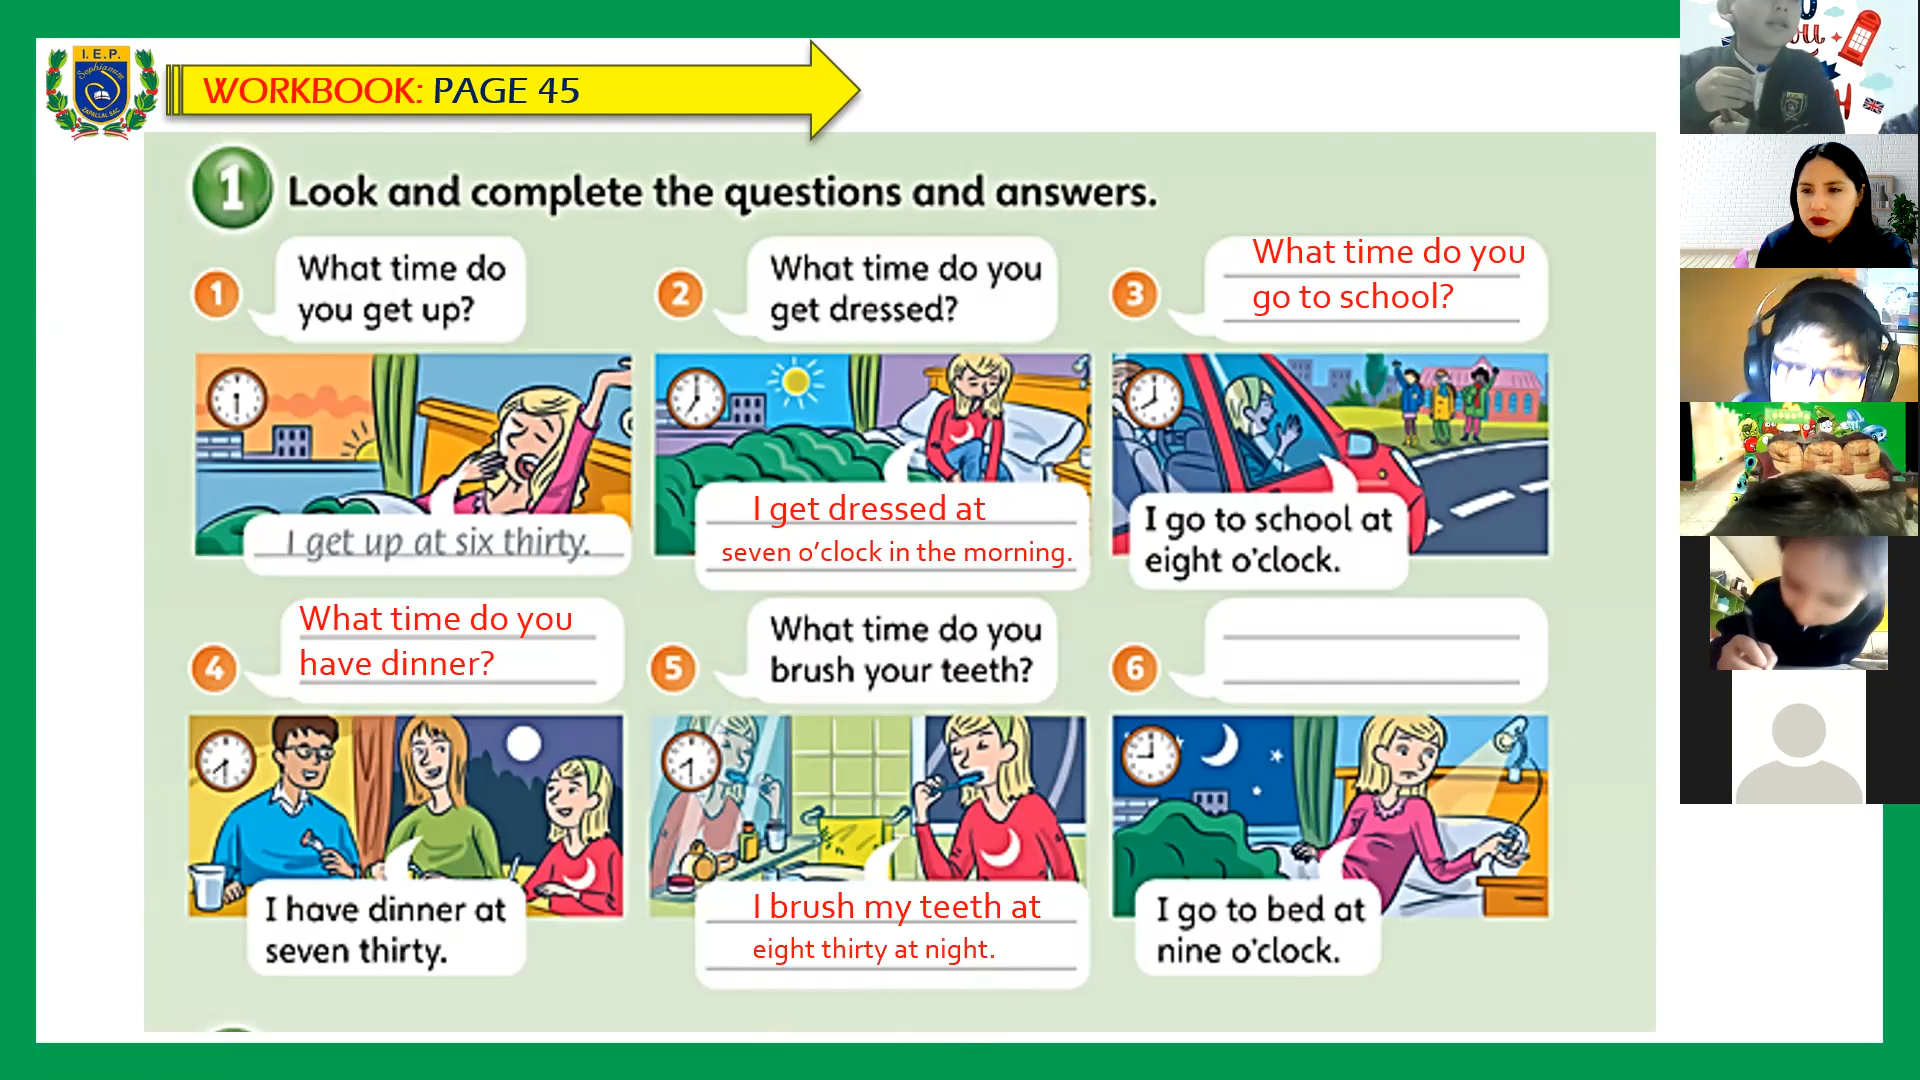 I. E. P.
Sophianum
ZAPALLAL SAC
WORKBOOK: PAGE 45
1 Look and complete the questions and answers.
1
What time do
you get up?
I get up at six thirty.
2
What time do you
get dressed?
I get dressed at
seven o’clock in the morning.
3
What time do you
go to school?
I go to school at
eight o’clock.
4
What time do you
have dinner?
I have dinner at
seven thirty.
5
What time do you
brush your teeth?
I brush my teeth at
eight thirty at night.
6
I go to bed at
nine o’clock.